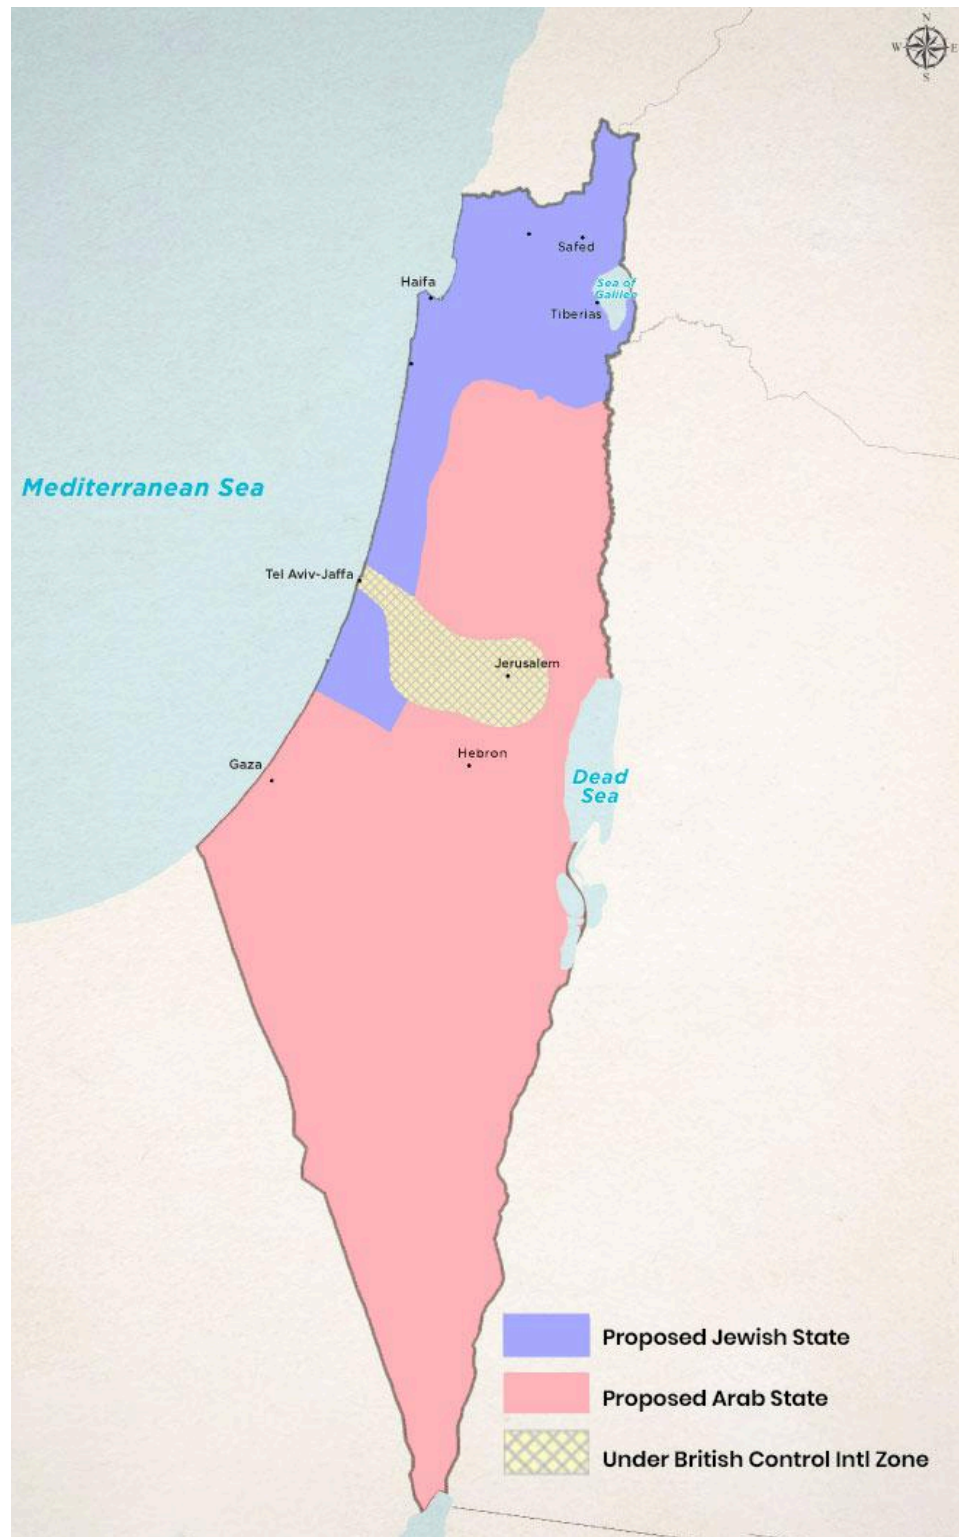 N
W E
S
Safed
Haifa
Sea of
Galilee
Tiberias
Mediterranean Sea
Tel Aviv-Jaffa
Jerusalem
Hebron
Gaza
Dead
Sea
Proposed Jewish State
Proposed Arab State
Under British Control Intl Zone